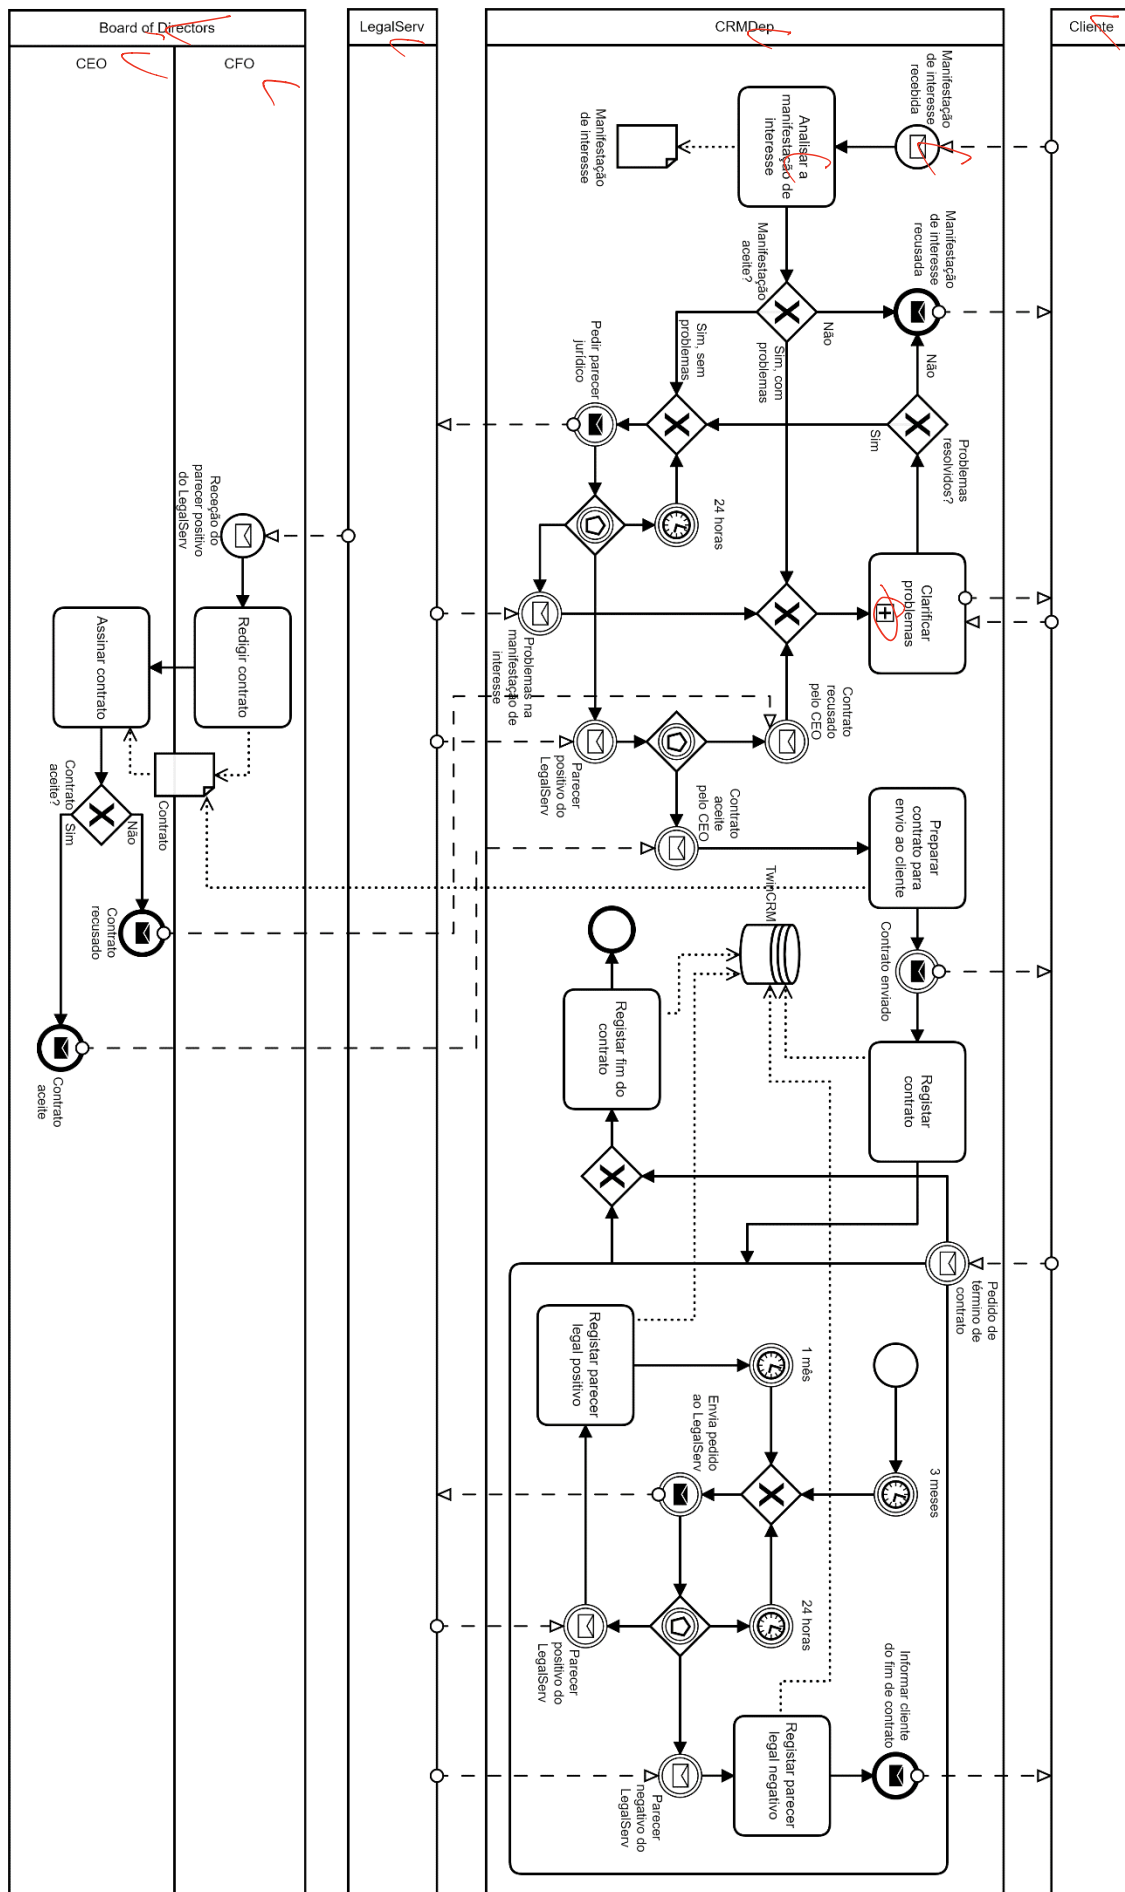 Board of Directors
CEO
CFO
LegalServ
CRMDep
Cliente
Manifestação
de interesse
recebida
Analisar a
manifestação de
interesse
Manifestação
de interesse
Manifestação
aceite?
Não
Sim, com
problemas
Sim, sem
problemas
Manifestação
de interesse
recusada
Não
Sim
Problemas
resolvidos?
Clarificar
problemas
Pedir parecer
jurídico
24 horas
Problemas na
manifestação de
interesse
Parecer
positivo do
LegalServ
Contrato
recusado
pelo CEO
Contrato
aceite
pelo CEO
Receção do
parecer positivo
do LegalServ
Redigir contrato
Assinar contrato
Contrato
Contrato
aceite?
Não
Sim
Contrato
recusado
Contrato
aceite
Preparar
contrato para
envio ao cliente
Contrato enviado
Registar
contrato
TwinCRM
Registar fim do
contrato
Pedido de
término de
contrato
3 meses
1 mês
Envia pedido
ao LegalServ
24 horas
Registar parecer
legal positivo
Parecer
positivo do
LegalServ
Parecer
negativo do
LegalServ
Registar parecer
legal negativo
Informar cliente
do fim de contrato